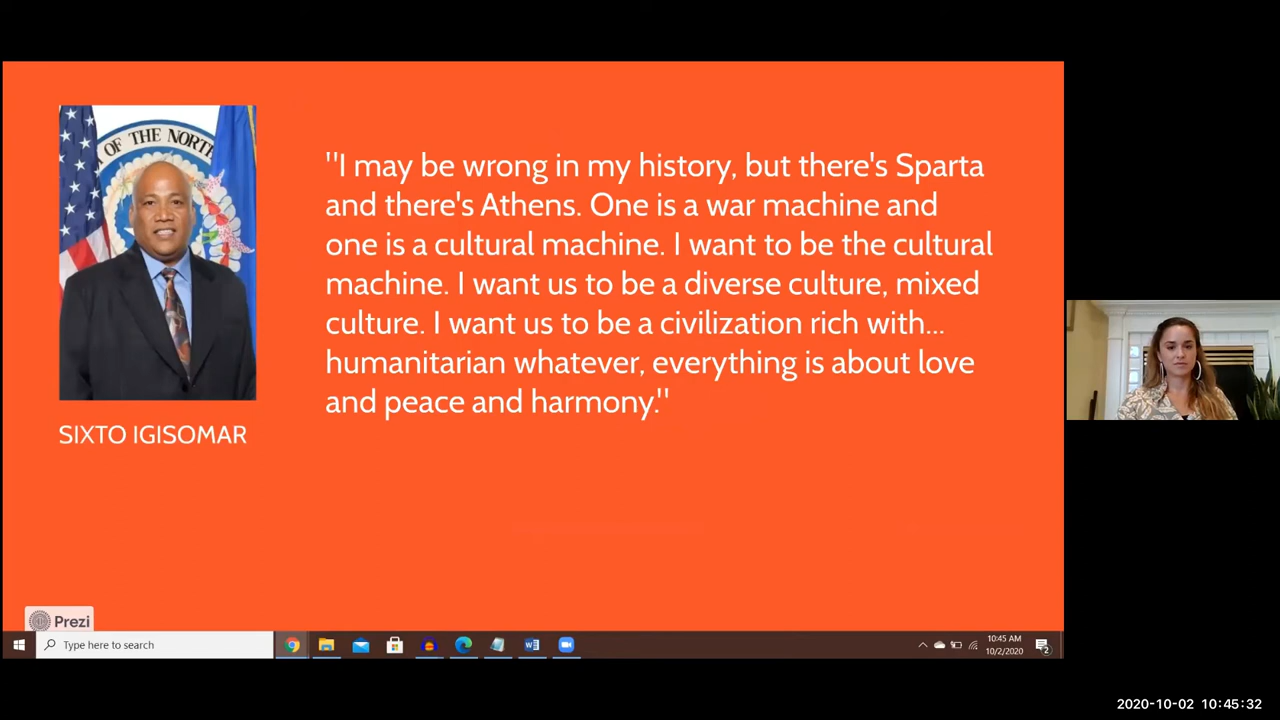 OF THE NORTH
"I may be wrong in my history, but there's Sparta
and there's Athens. One is a war machine and
one is a cultural machine. I want to be the cultural
machine. I want us to be a diverse culture, mixed
culture. I want us to be a civilization rich with...
humanitarian whatever, everything is about love
and peace and harmony."
SIXTO IGISOMAR
Prezi
Type here to search
10:45 AM
10/2/2020
2
2020-10-02 10:45:32